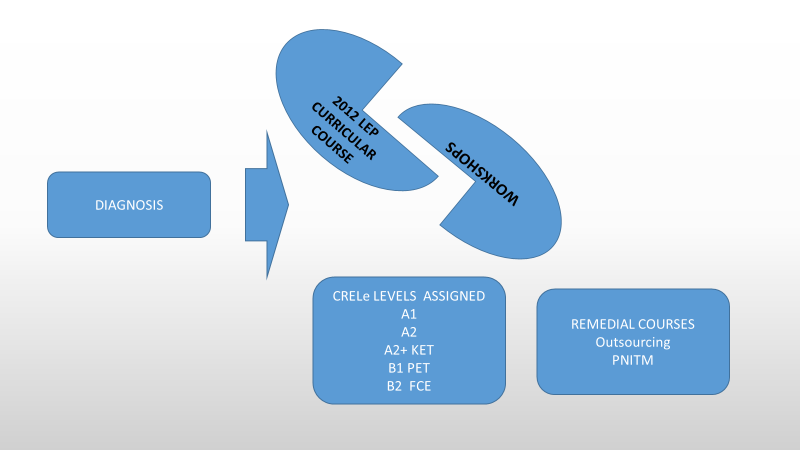 2012 LEP
CURRICULAR
COURSE
WORKSHOPS
DIAGNOSIS
CRELe LEVELS  ASSIGNED
A1
A2
A2+ KET
B1 PET
B2  FCE
REMEDIAL COURSES
Outsourcing
PNITM